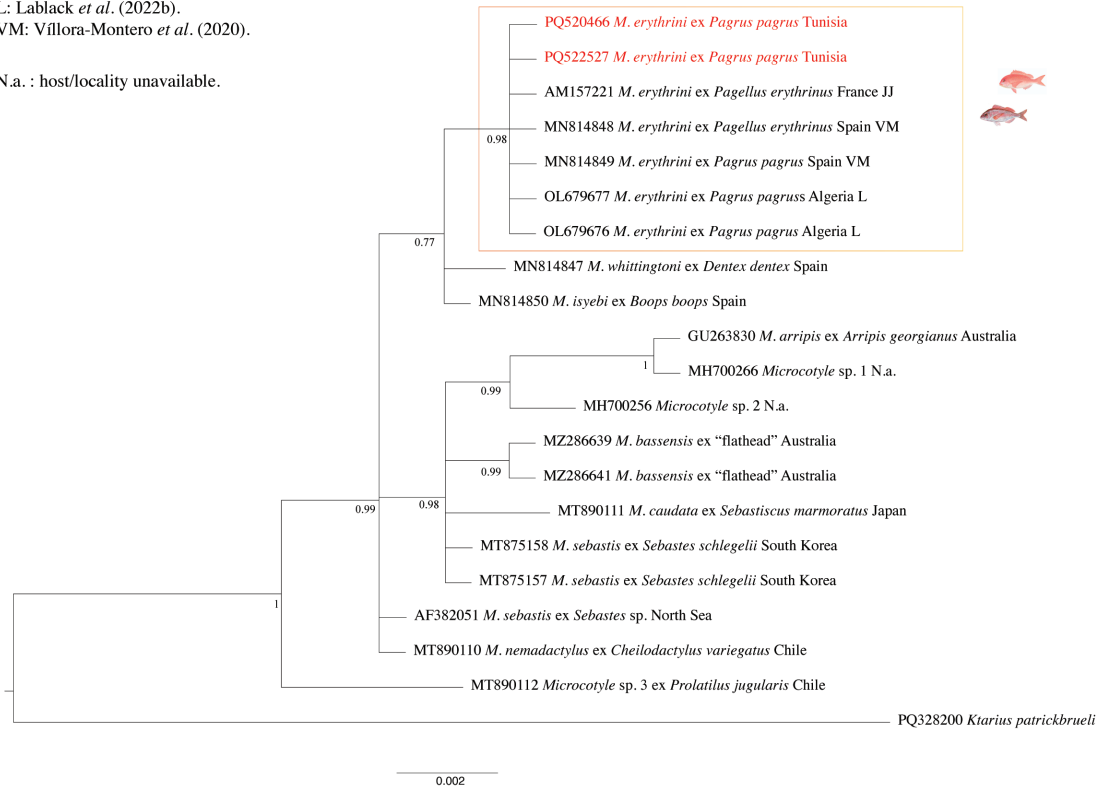 L: Lablack et al. (2022b).
VM: Víllora-Montero et al. (2020).
N.a. : host/locality unavailable.
PQ520466 M. erythrini ex Pagrus pagrus Tunisia
PQ522527 M. erythrini ex Pagrus pagrus Tunisia
AM157221 M. erythrini ex Pagellus erythrinus France JJ
MN814848 M. erythrini ex Pagellus erythrinus Spain VM
0.98
MN814849 M. erythrini ex Pagrus pagrus Spain VM
OL679677 M. erythrini ex Pagrus pagruss Algeria L
OL679676 M. erythrini ex Pagrus pagrus Algeria L
0.77
MN814847 M. whittingtoni ex Dentex dentex Spain
MN814850 M. isyebi ex Boops boops Spain
GU263830 M. arripis ex Arripis georgianus Australia
1
MH700266 Microcotyle sp. 1 N.a.
0.99
MH700256 Microcotyle sp. 2 N.a.
MZ286639 M. bassensis ex “flathead” Australia
0.99
MZ286641 M. bassensis ex “flathead” Australia
0.99
0.98
MT890111 M. caudata ex Sebastiscus marmoratus Japan
MT875158 M. sebastis ex Sebastes schlegelii South Korea
MT875157 M. sebastis ex Sebastes schlegelii South Korea
1
AF382051 M. sebastis ex Sebastes sp. North Sea
MT890110 M. nemadactylus ex Cheilodactylus variegatus Chile
MT890112 Microcotyle sp. 3 ex Prolatilus jugularis Chile
PQ328200 Ktarius patrickbrueli
0.002